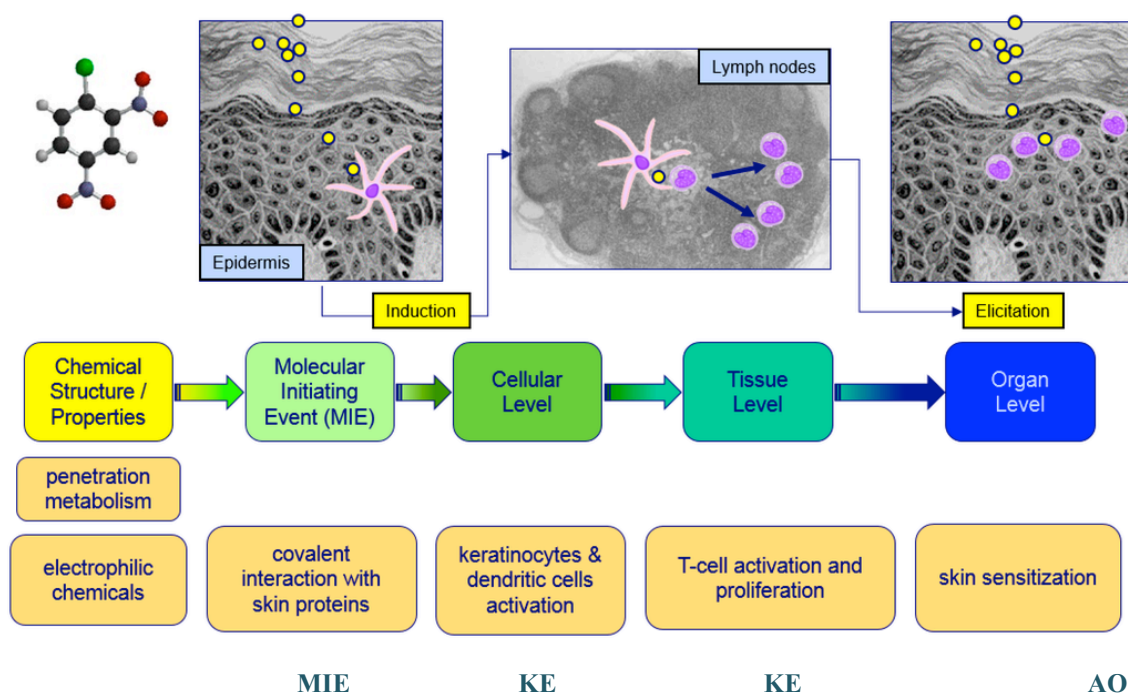 Lymph nodes
Epidermis
Induction
Elicitation
Chemical
Structure /
Properties
Molecular
Initiating
Event (MIE)
Cellular
Level
Tissue
Level
Organ
Level
penetration
metabolism
electrophilic
chemicals
covalent
interaction with
skin proteins
keratinocytes &
dendritic cells
activation
T-cell activation and
proliferation
skin sensitization
MIE
KE
KE
AO